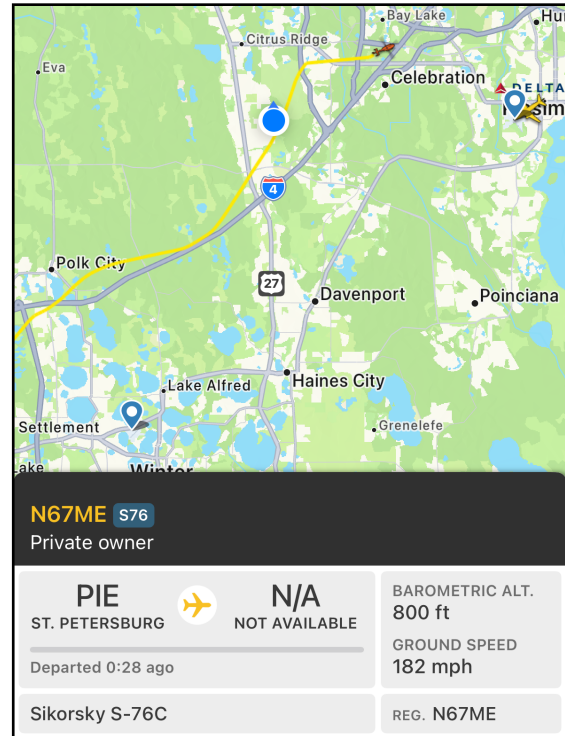 Bay Lake
Citrus Ridge
Eva
Celebration
DELTA
4
Polk City
27
Davenport
Poinciana
Lake Alfred
Haines City
Settlement
Grenelefe
Winter
N67ME S76
Private owner
PIE
ST. PETERSBURG
N/A
NOT AVAILABLE
Departed 0:28 ago
BAROMETRIC ALT.
800 ft
GROUND SPEED
182 mph
Sikorsky S-76C
REG. N67ME